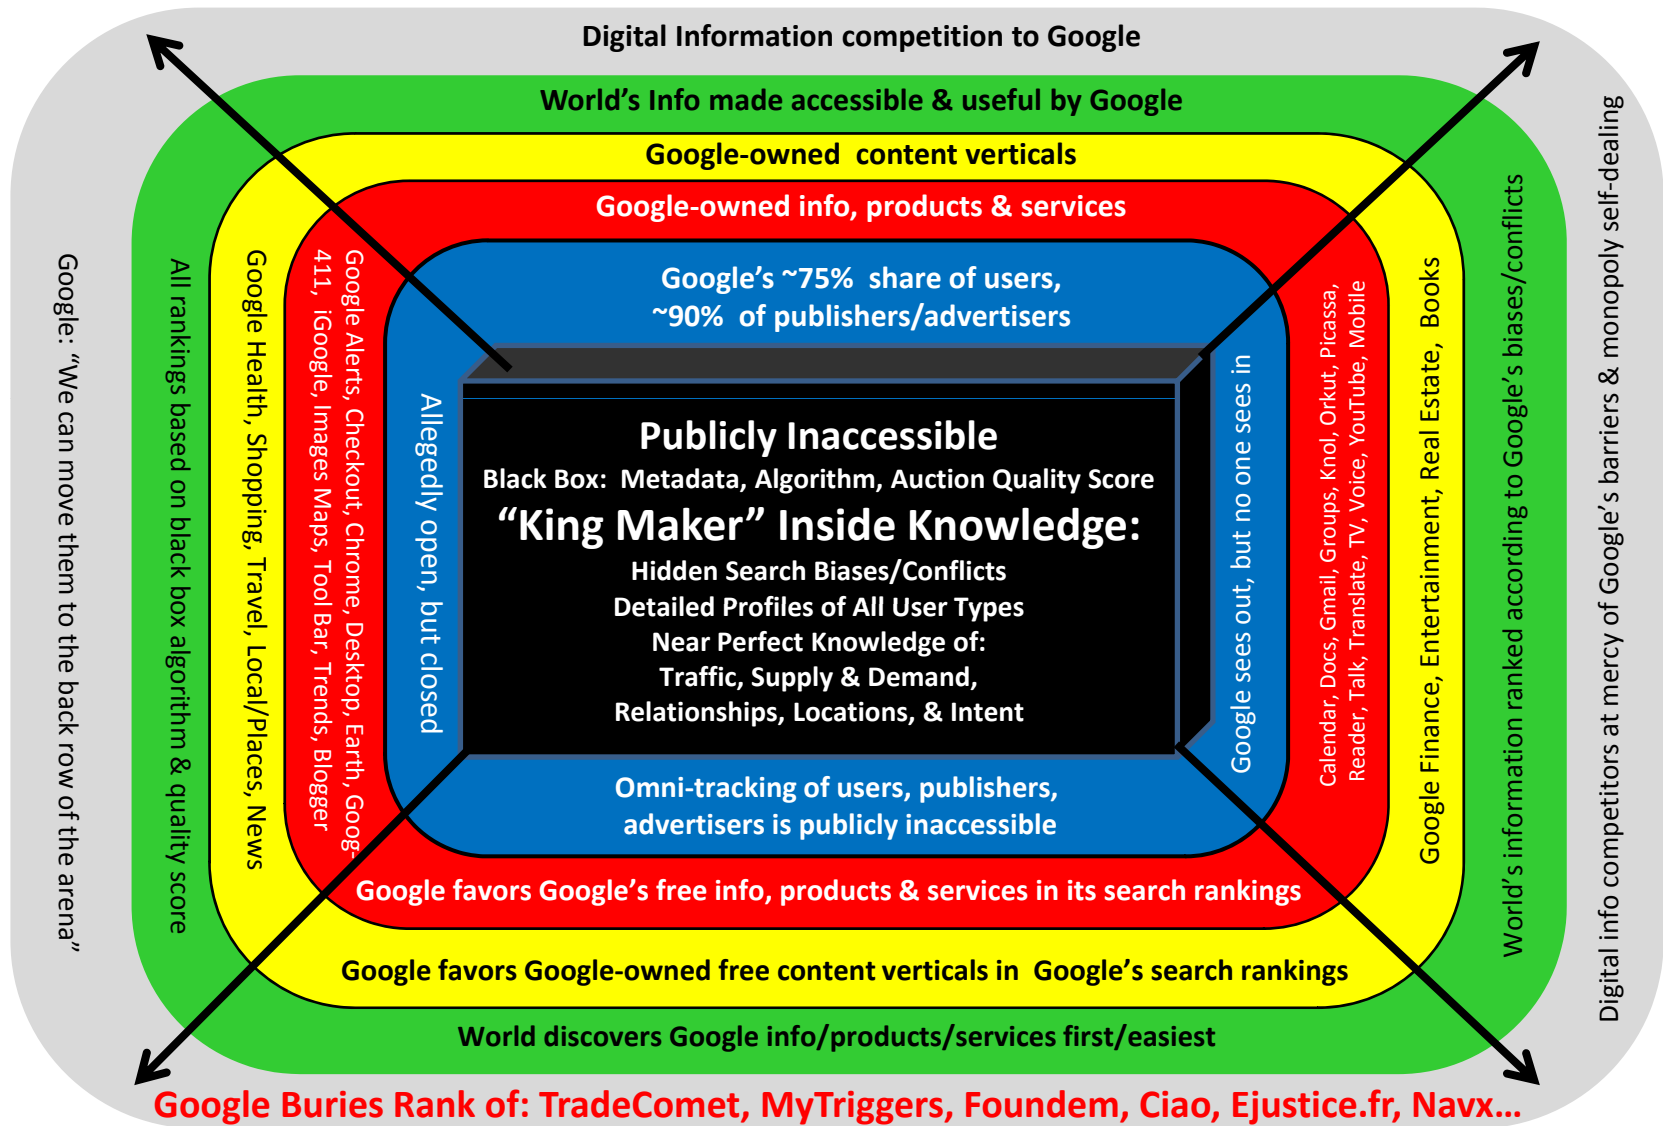 Digital Information competition to Google
World's Info made accessible & useful by Google
Google-owned content verticals
Google-owned info, products & services
Google's ~75% share of users,
~90% of publishers/advertisers
Google: "We can move them to the back row of the arena"
All rankings based on black box algorithm & quality score
Google Health, Shopping, Travel, Local/Places, News
Google Alerts, Checkout, Chrome, Desktop, Earth, Goog-
411, iGoogle, Images Maps, Tool Bar, Trends, Blogger
Allegedly open, but closed
Publicly Inaccessible
Black Box: Metadata, Algorithm, Auction Quality Score
"King Maker" Inside Knowledge:
Hidden Search Biases/Conflicts
Detailed Profiles of All User Types
Near Perfect Knowledge of:
Traffic, Supply & Demand,
Relationships, Locations, & Intent
Google sees out, but no one sees in
Calendar, Docs, Gmail, Groups, Knol, Orkut, Picassa,
Reader, Talk, Translate, TV, Voice, YouTube, Mobile
Google Finance, Entertainment, Real Estate, Books
World's information ranked according to Google's biases/conflicts
Digital info competitors at mercy of Google's barriers & monopoly self-dealing
Omni-tracking of users, publishers,
advertisers is publicly inaccessible
Google favors Google's free info, products & services in its search rankings
Google favors Google-owned free content verticals in Google's search rankings
World discovers Google info/products/services first/easiest
Google Buries Rank of: TradeComet, MyTriggers, Foundem, Ciao, Ejustice.fr, Navx…